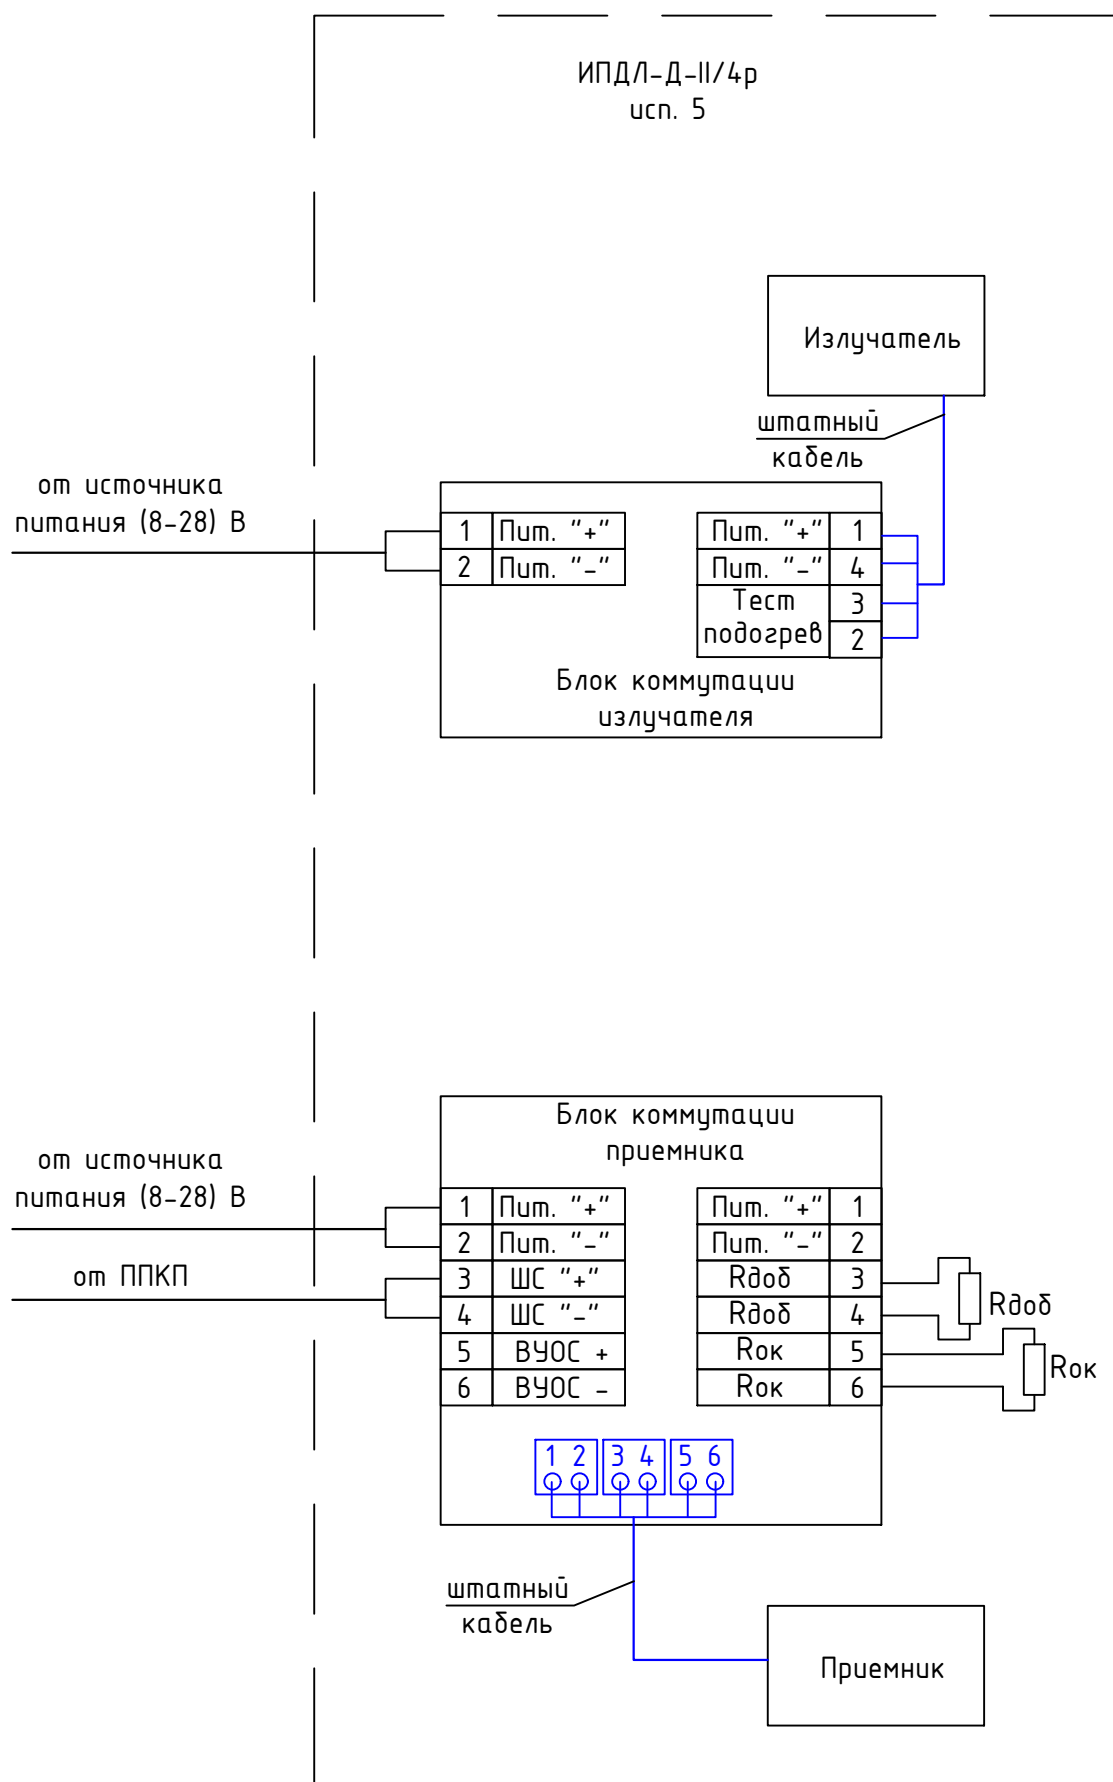 ИПДЛ-Д-II/4р
исп. 5
Излучатель
штатный
кабель
от источника
питания (8-28) В
1 Пит. "+" Пит. "+" 1
2 Пит. "-" Пит. "-" 4
Тест 3
подогрев 2
Блок коммутации
излучателя
Блок коммутации
приемника
от источника
питания (8-28) В
1 Пит. "+" Пит. "+" 1
2 Пит. "-" Пит. "-" 2
от ППКП
3 ШС "+" Rдоб 3
4 ШС "-" Rдоб 4
Rдоб
5 ВУОС + Rок 5
6 ВУОС - Rок 6
Rок
1 2 3 4 5 6
штатный
кабель
Приемник